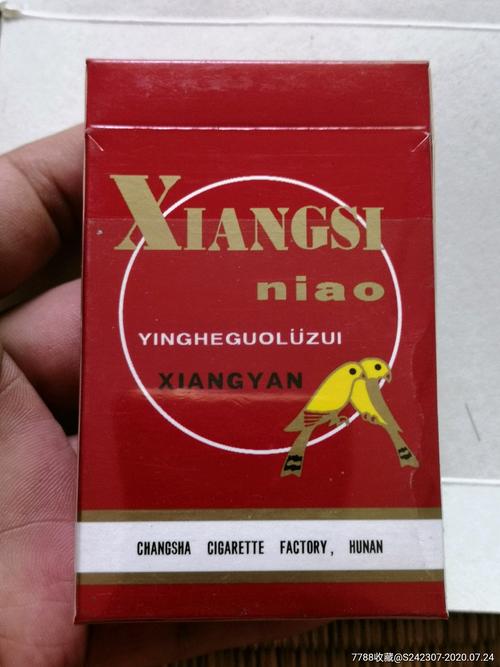 XIANGSI
niao
YINGHEGUOLÜZUI
XIANGYAN
CHANGSHA CIGARETTE FACTORY, HUNAN
7788收藏@S242307-2020.07.24